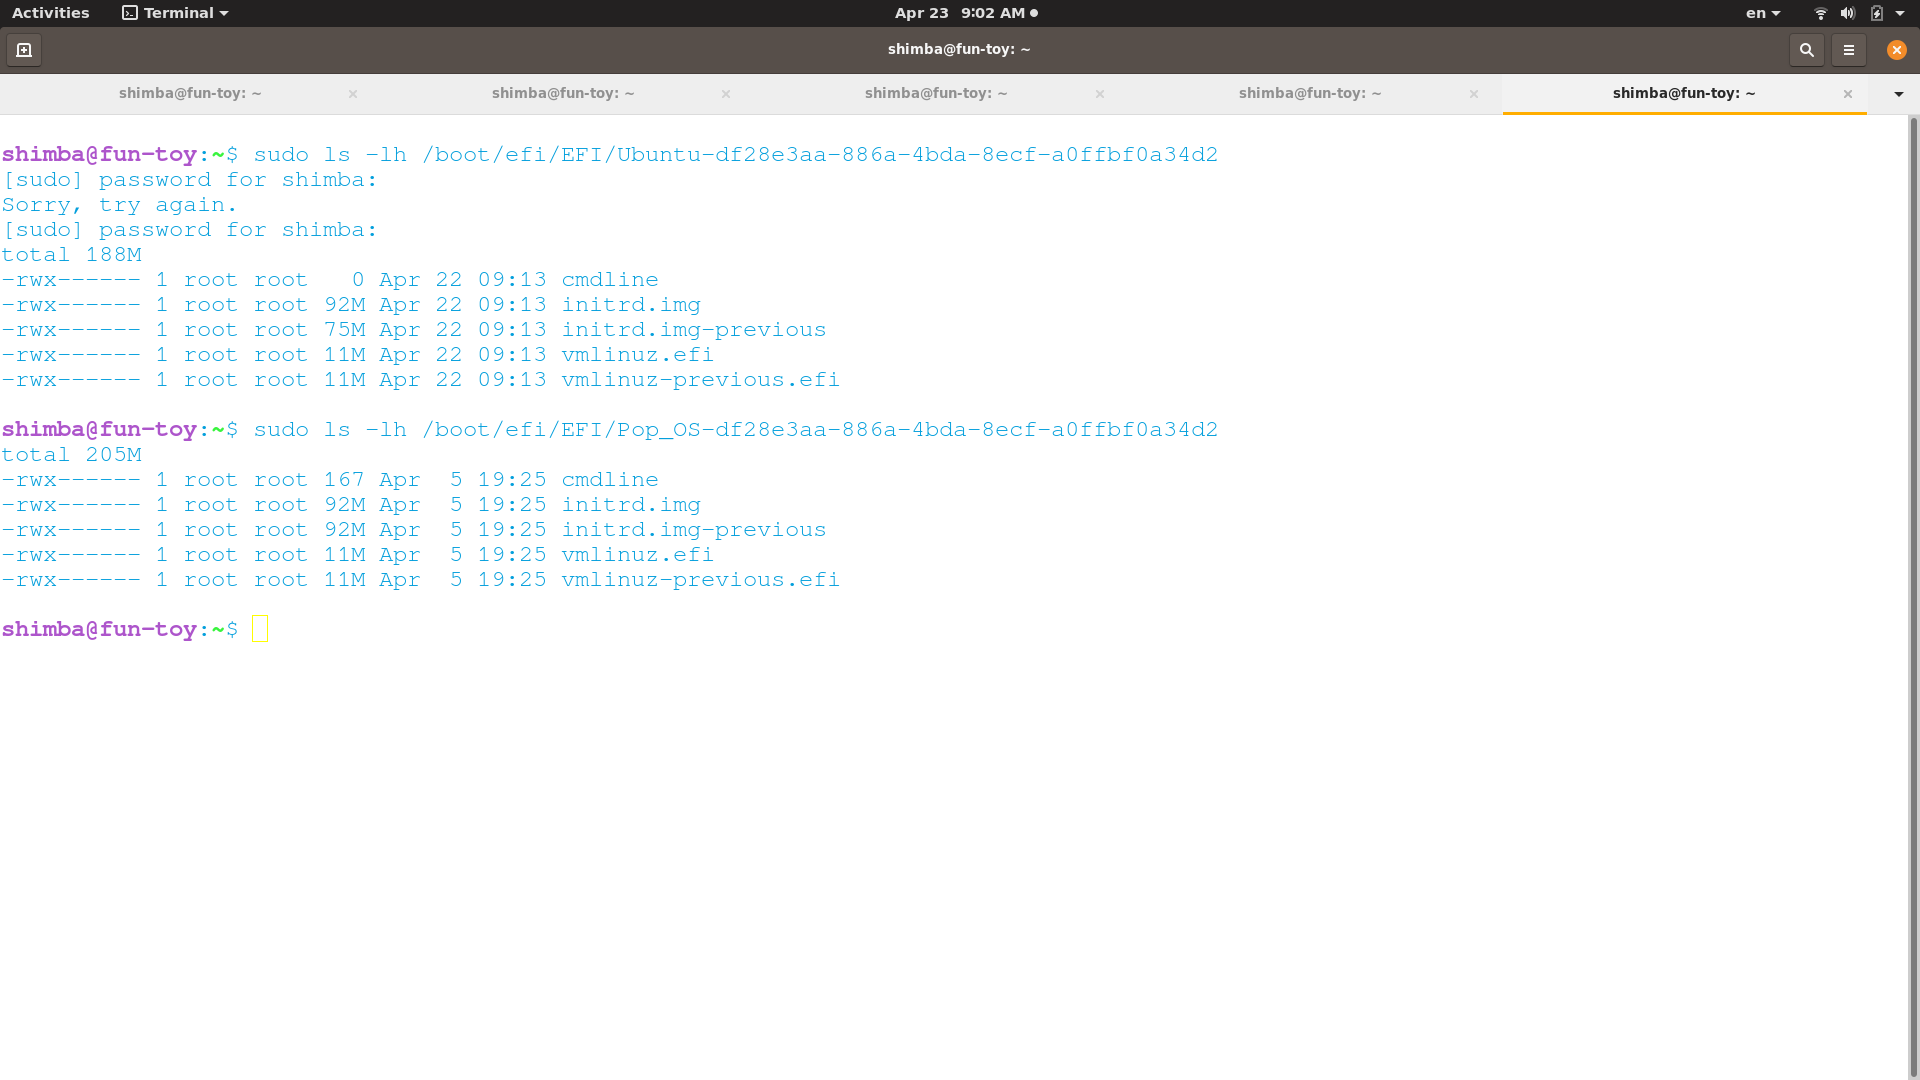 Activities Terminal Apr 23 9:02 AM en
shimba@fun-toy: ~
shimba@fun-toy: ~ shimba@fun-toy: ~ shimba@fun-toy: ~ shimba@fun-toy: ~ shimba@fun-toy: ~
shimba@fun-toy:~$ sudo ls -lh /boot/efi/EFI/Ubuntu-df28e3aa-886a-4bda-8ecf-a0ffbf0a34d2
[sudo] password for shimba:
Sorry, try again.
[sudo] password for shimba:
total 188M
-rwx------ 1 root root   0 Apr 22 09:13 cmdline
-rwx------ 1 root root 92M Apr 22 09:13 initrd.img
-rwx------ 1 root root 75M Apr 22 09:13 initrd.img-previous
-rwx------ 1 root root 11M Apr 22 09:13 vmlinuz.efi
-rwx------ 1 root root 11M Apr 22 09:13 vmlinuz-previous.efi
shimba@fun-toy:~$ sudo ls -lh /boot/efi/EFI/Pop_OS-df28e3aa-886a-4bda-8ecf-a0ffbf0a34d2
total 205M
-rwx------ 1 root root 167 Apr  5 19:25 cmdline
-rwx------ 1 root root 92M Apr  5 19:25 initrd.img
-rwx------ 1 root root 92M Apr  5 19:25 initrd.img-previous
-rwx------ 1 root root 11M Apr  5 19:25 vmlinuz.efi
-rwx------ 1 root root 11M Apr  5 19:25 vmlinuz-previous.efi
shimba@fun-toy:~$